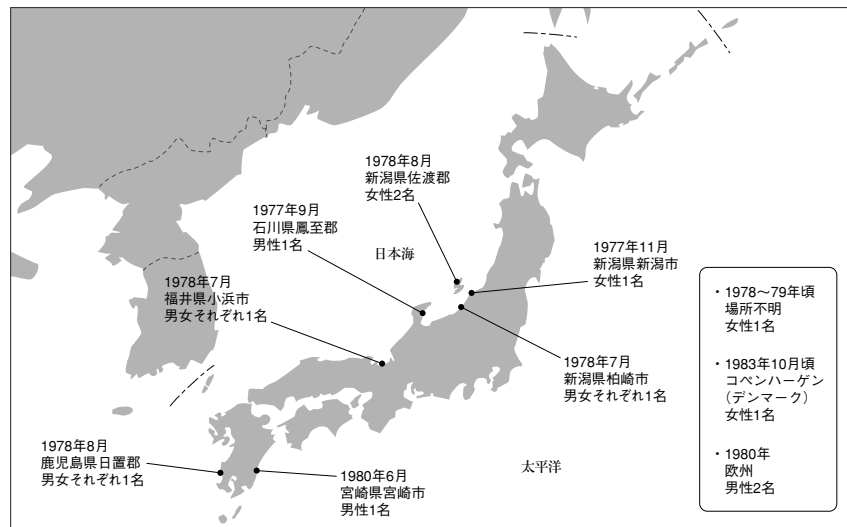 1978年8月
新潟県佐渡郡
女性2名
1977年9月
石川県鳳至郡
男性1名
日本海
1977年11月
新潟県新潟市
女性1名
1978年7月
福井県小浜市
男女それぞれ1名
1978年7月
新潟県柏崎市
男女それぞれ1名
1978年8月
鹿児島県日置郡
男女それぞれ1名
1980年6月
宮崎県宮崎市
男性1名
太平洋
・1978～79年頃
場所不明
女性1名
・1983年10月頃
コペンハーゲン
（デンマーク）
女性1名
・1980年
欧州
男性2名